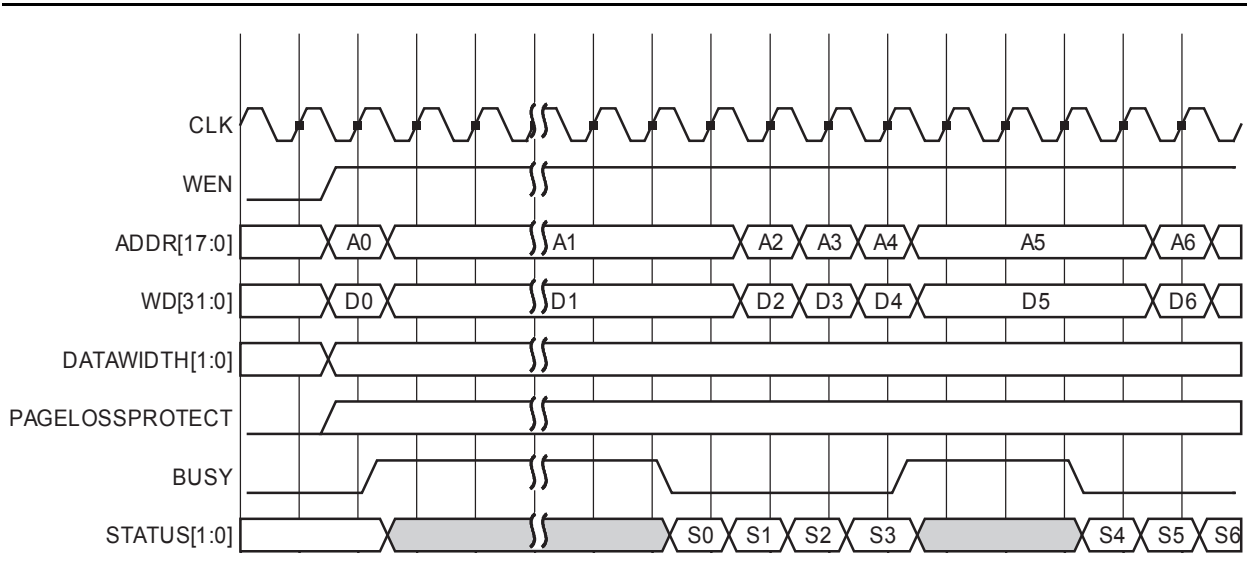 CLK
WEN
ADDR[17:0] A0 A1 A2 A3 A4 A5 A6
WD[31:0] D0 D1 D2 D3 D4 D5 D6
DATAWIDTH[1:0]
PAGELOSSPROTECT
BUSY
STATUS[1:0] S0 S1 S2 S3 S4 S5 S6